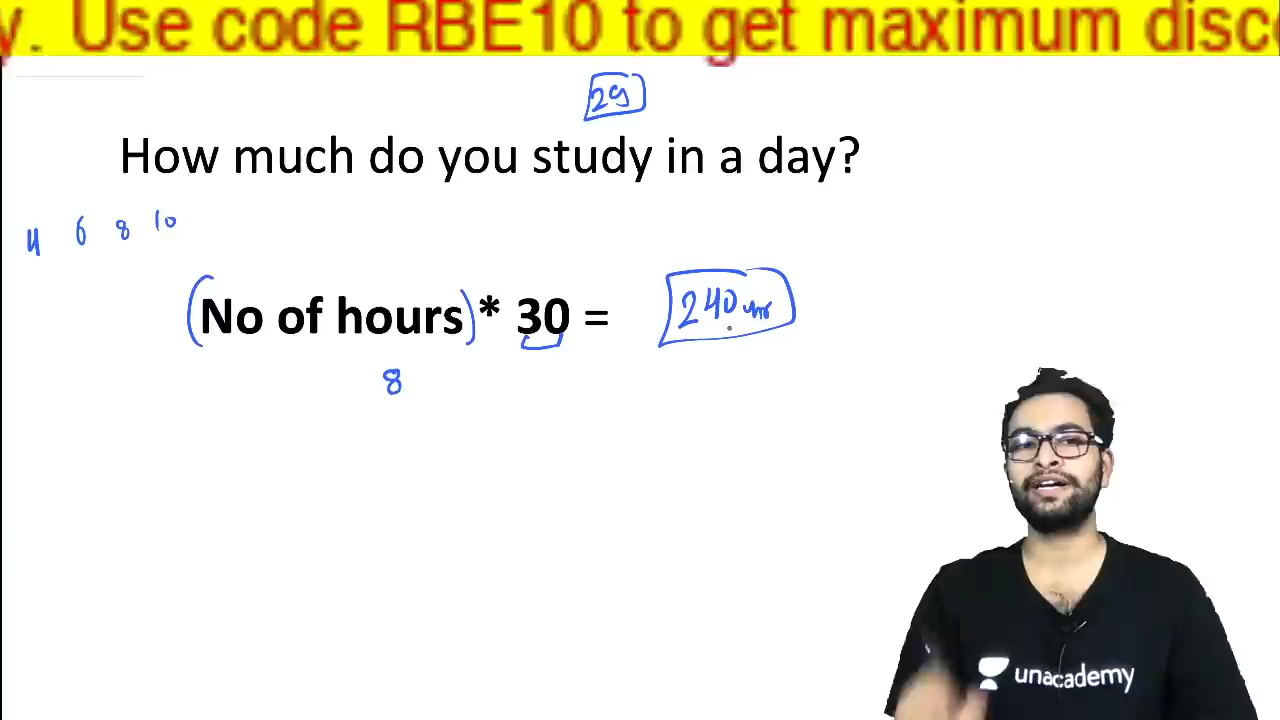 y. Use code RBE10 to get maximum disc
29
How much do you study in a day?
4 6 8 10
(No of hours) * 30 = 240 hr
8
unacademy